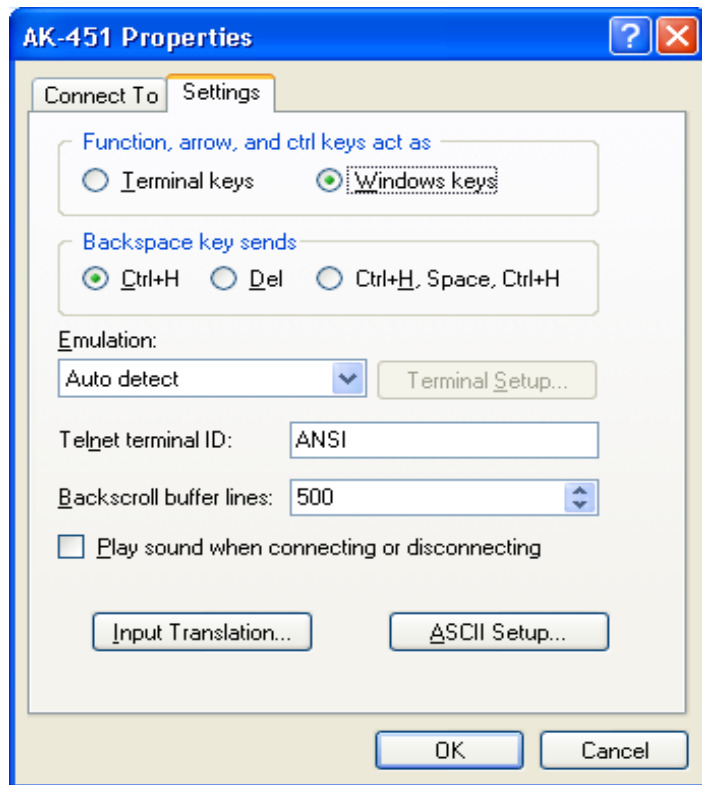 AK-451 Properties
Connect To Settings
Function, arrow, and ctrl keys act as
Terminal keys Windows keys
Backspace key sends
Ctrl+H Del Ctrl+H, Space, Ctrl+H
Emulation:
Auto detect Terminal Setup...
Telnet terminal ID: ANSI
Backscroll buffer lines: 500
Play sound when connecting or disconnecting
Input Translation... ASCII Setup...
OK Cancel